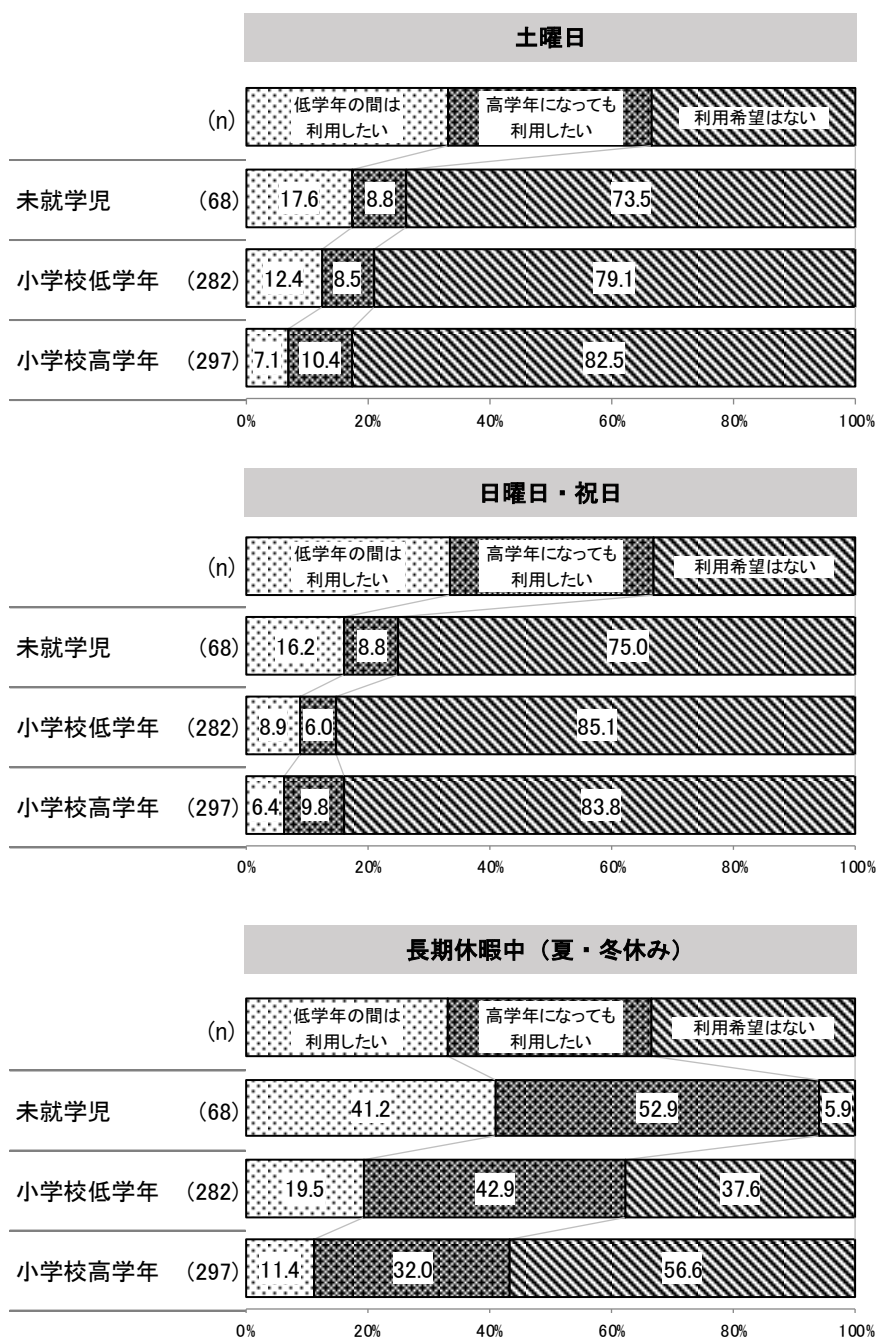 土曜日
(n)
低学年の間は
利用したい
高学年になっても
利用したい
利用希望はない
未就学児 (68) 17.6 8.8 73.5
小学校低学年 (282) 12.4 8.5 79.1
小学校高学年 (297) 7.1 10.4 82.5
0% 20% 40% 60% 80% 100%
日曜日・祝日
(n)
低学年の間は
利用したい
高学年になっても
利用したい
利用希望はない
未就学児 (68) 16.2 8.8 75.0
小学校低学年 (282) 8.9 6.0 85.1
小学校高学年 (297) 6.4 9.8 83.8
0% 20% 40% 60% 80% 100%
長期休暇中（夏・冬休み）
(n)
低学年の間は
利用したい
高学年になっても
利用したい
利用希望はない
未就学児 (68) 41.2 52.9 5.9
小学校低学年 (282) 19.5 42.9 37.6
小学校高学年 (297) 11.4 32.0 56.6
0% 20% 40% 60% 80% 100%